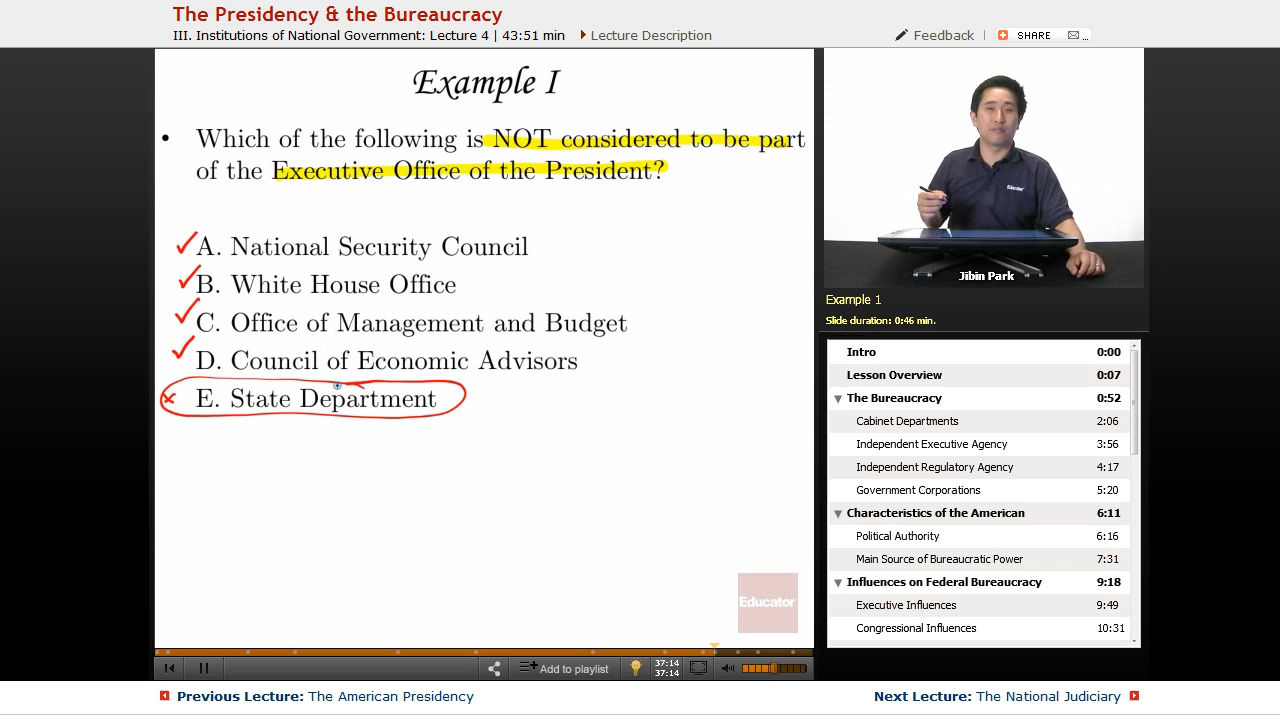 The Presidency & the Bureaucracy
III. Institutions of National Government: Lecture 4 | 43:51 min
Lecture Description
Feedback
SHARE
...
Example I
• Which of the following is NOT considered to be part
of the Executive Office of the President?
A. National Security Council
B. White House Office
C. Office of Management and Budget
D. Council of Economic Advisors
E. State Department
Educator
Educator
Jibin Park
Example 1
Slide duration: 0:46 min.
Intro 0:00
Lesson Overview 0:07
The Bureaucracy 0:52
Cabinet Departments 2:06
Independent Executive Agency 3:56
Independent Regulatory Agency 4:17
Government Corporations 5:20
Characteristics of the American 6:11
Political Authority 6:16
Main Source of Bureaucratic Power 7:31
Influences on Federal Bureaucracy 9:18
Executive Influences 9:49
Congressional Influences 10:31
Add to playlist
37:14
37:14
Previous Lecture: The American Presidency
Next Lecture: The National Judiciary